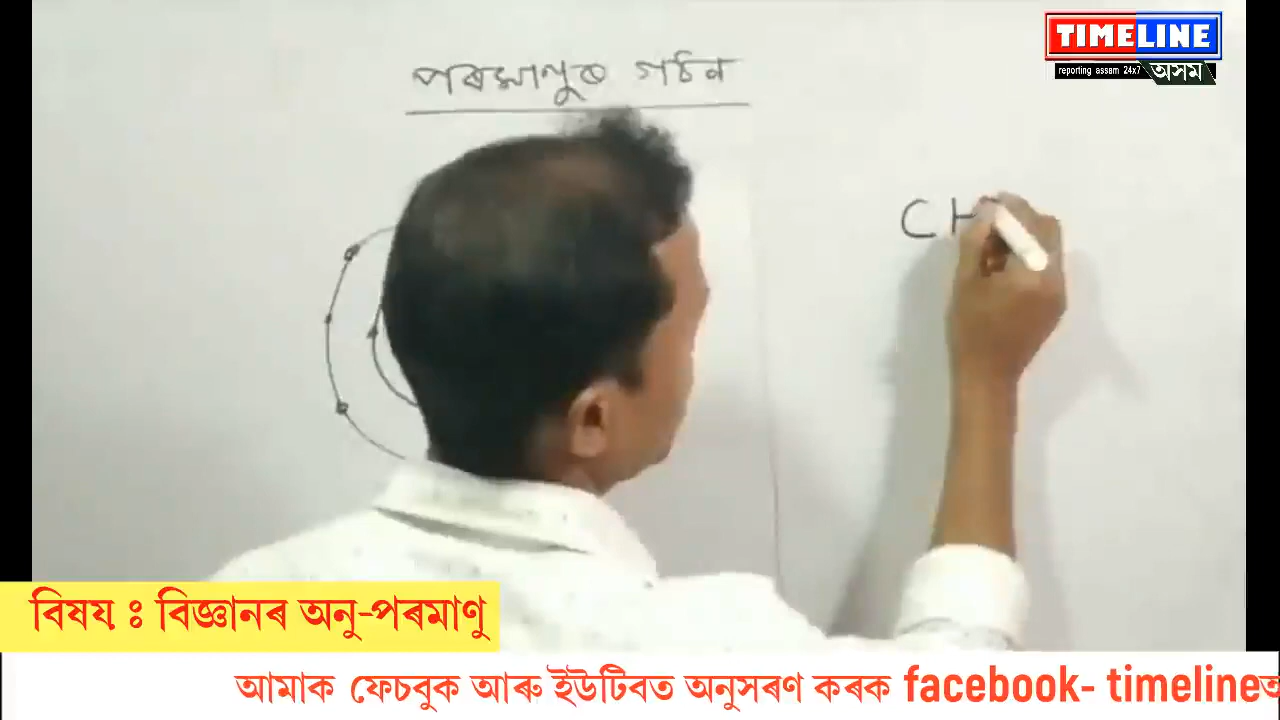 TIMELINE
reporting assam 24x7 অসম
পৰমাণুৰ গঠন
CH
বিষয় ঃ বিজ্ঞানৰ অনু-পৰমাণু
আমাক ফেচবুক আৰু ইউটিবত অনুসৰণ কৰক facebook- timeline